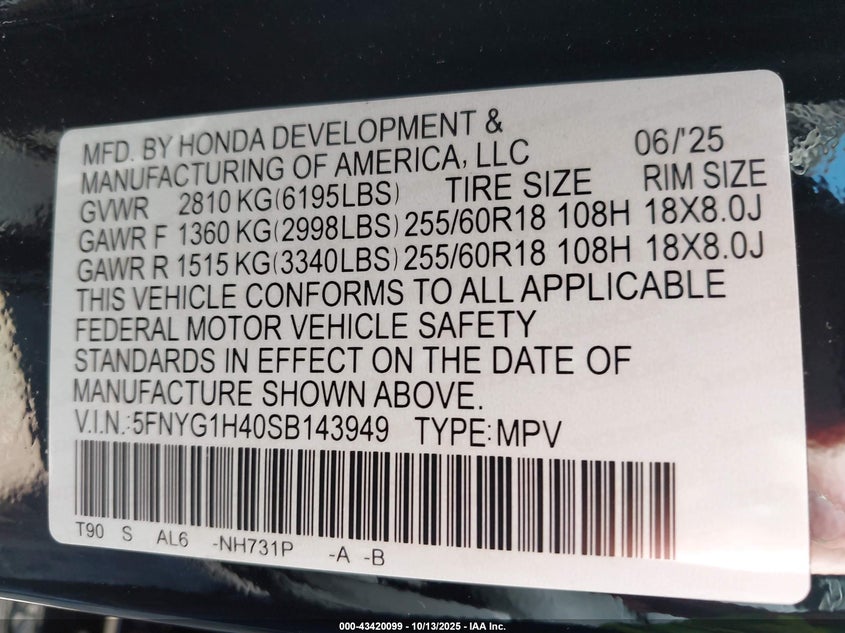 MFD. BY HONDA DEVELOPMENT & 06/'25
MANUFACTURING OF AMERICA, LLC
GVWR 2810 KG(6195LBS) TIRE SIZE RIM SIZE
GAWR F 1360 KG(2998LBS) 255/60R18 108H 18X8.0J
GAWR R 1515 KG(3340LBS) 255/60R18 108H 18X8.0J
THIS VEHICLE CONFORMS TO ALL APPLICABLE
FEDERAL MOTOR VEHICLE SAFETY
STANDARDS IN EFFECT ON THE DATE OF
MANUFACTURE SHOWN ABOVE.
V.I.N.:5FNYG1H40SB143949 TYPE:MPV
T90 S AL6 -NH731P -A -B
000-43420099 - 10/13/2025 - IAA Inc.